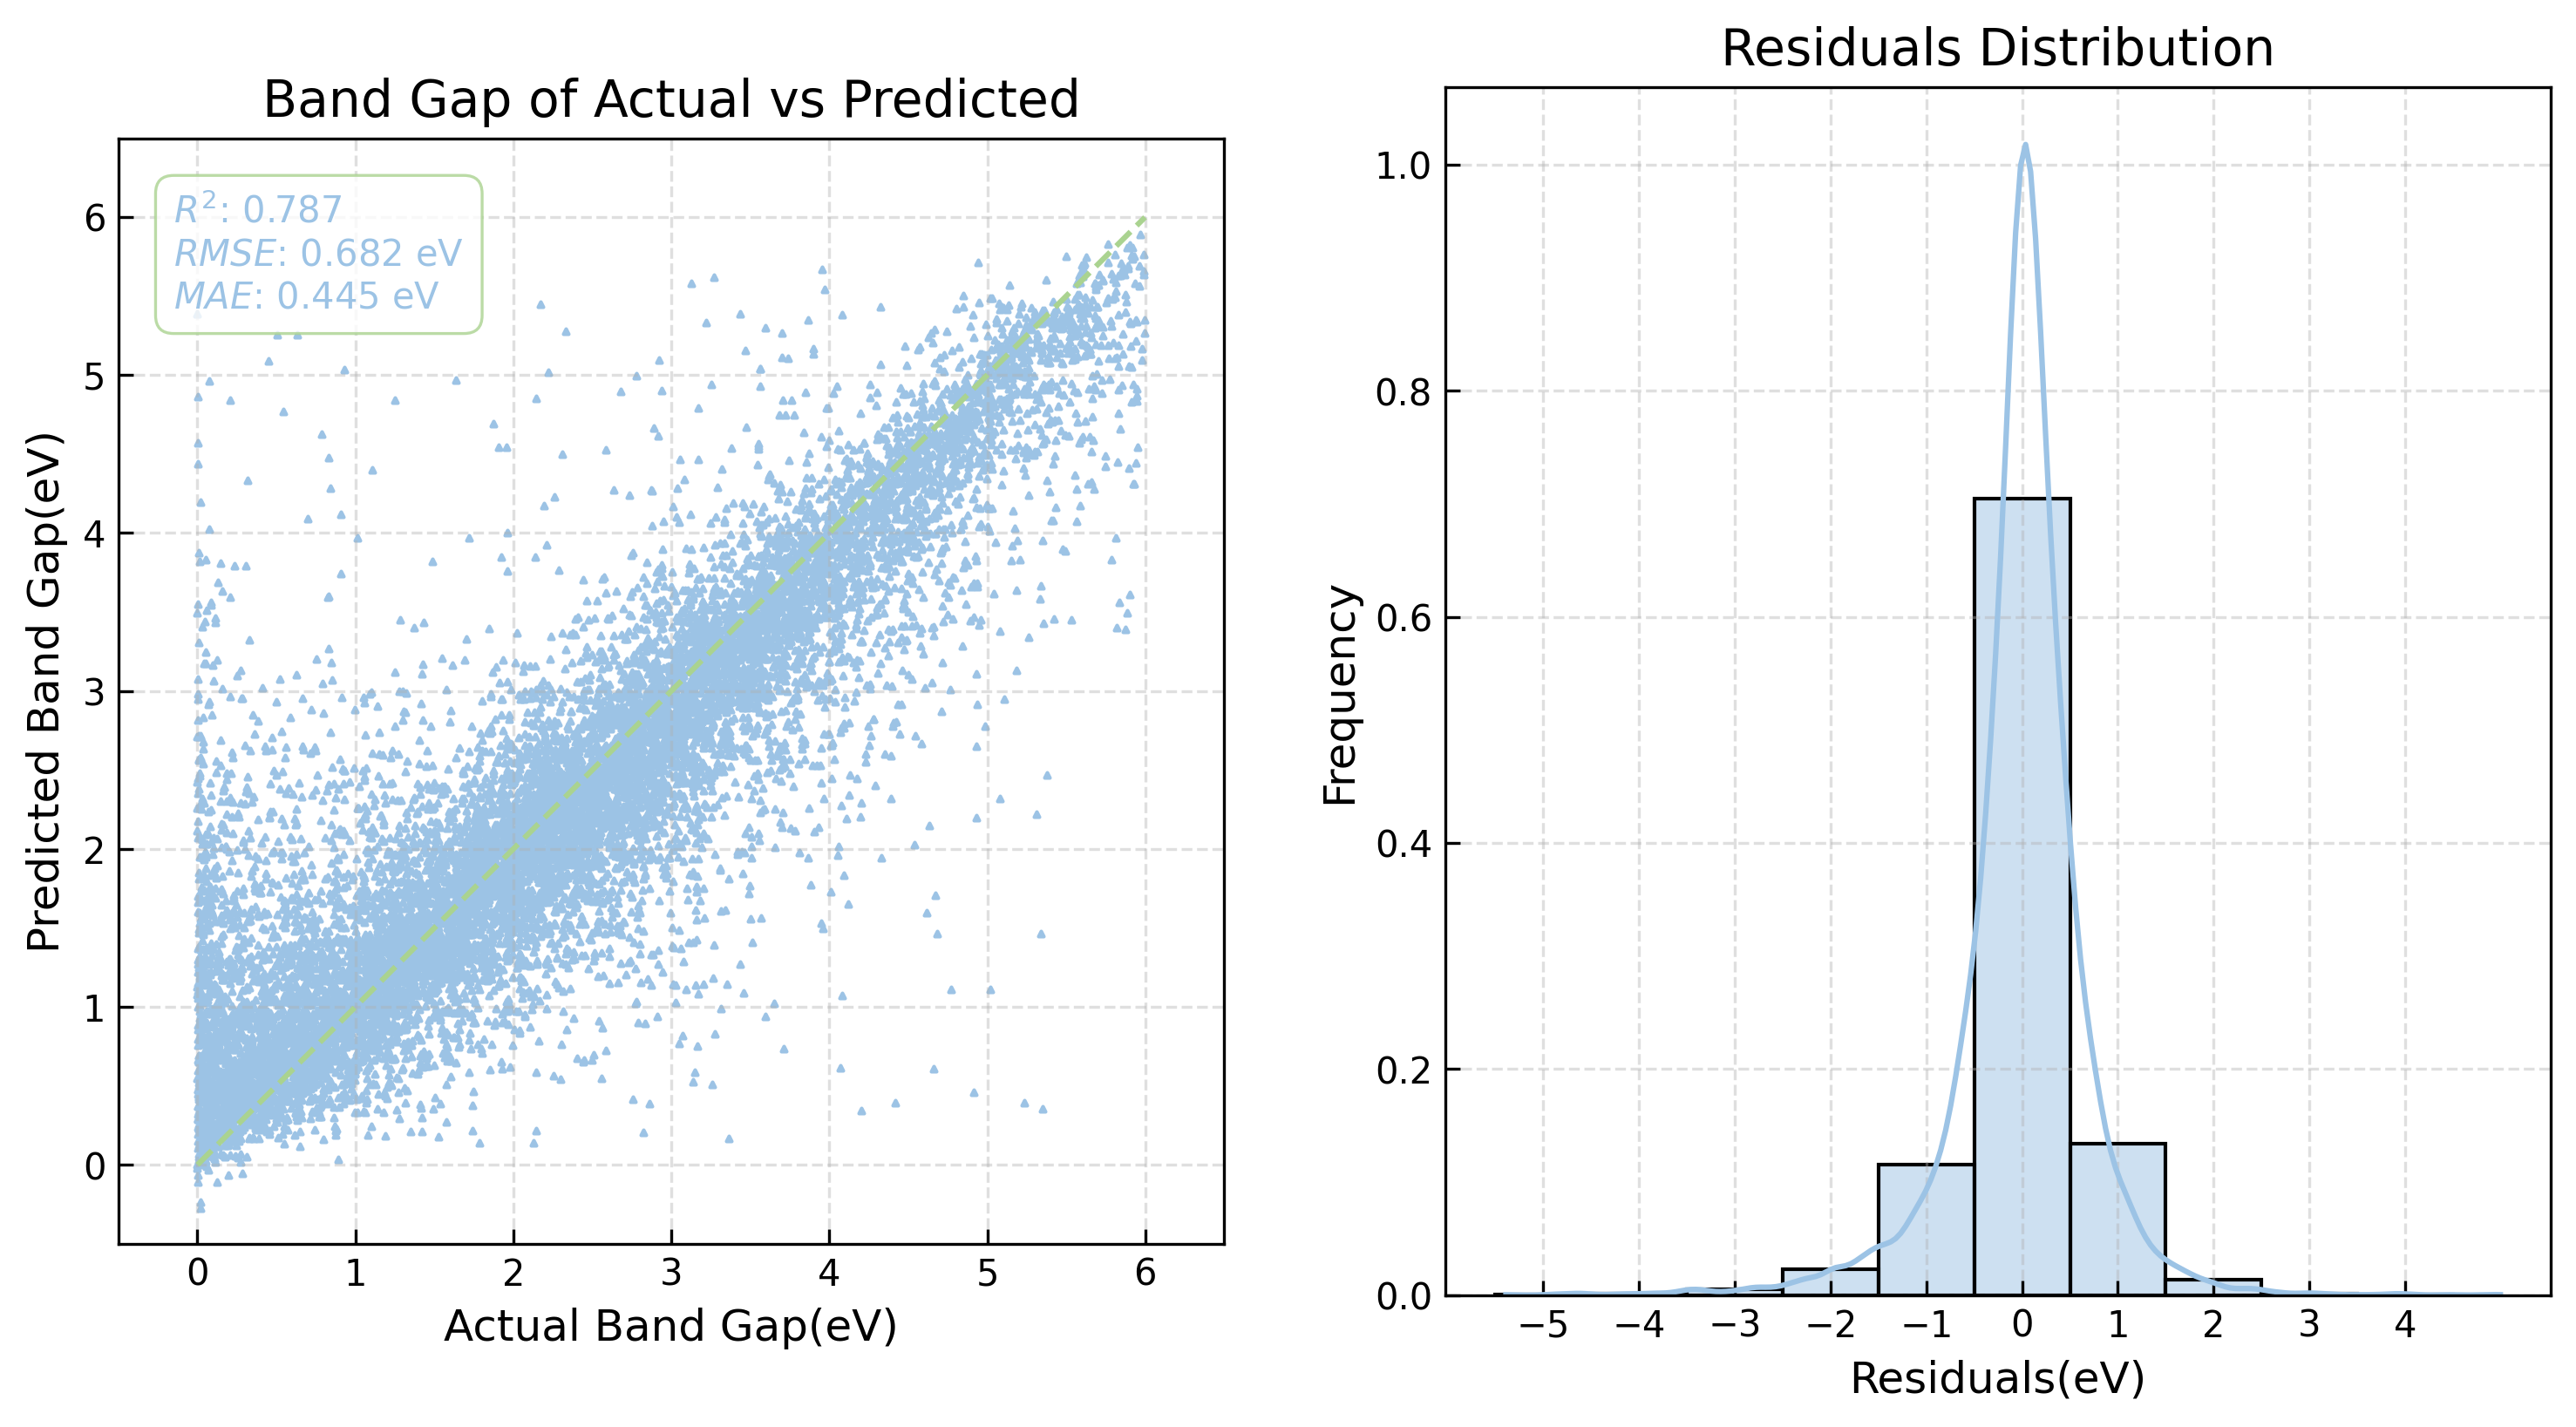 Band Gap of Actual vs Predicted
R²: 0.787
RMSE: 0.682 eV
MAE: 0.445 eV
Predicted Band Gap(eV)
6
5
4
3
2
1
0
0 1 2 3 4 5 6
Actual Band Gap(eV)
Residuals Distribution
Frequency
1.0
0.8
0.6
0.4
0.2
0.0
−5 −4 −3 −2 −1 0 1 2 3 4
Residuals(eV)